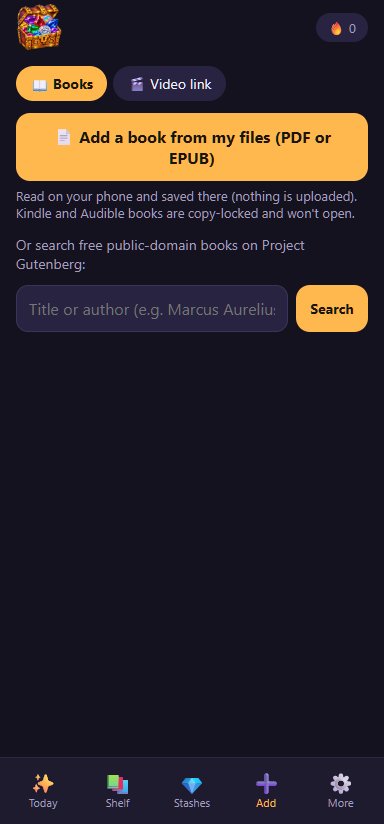 0
Books
Video link
Add a book from my files (PDF or
EPUB)
Read on your phone and saved there (nothing is uploaded).
Kindle and Audible books are copy-locked and won't open.
Or search free public-domain books on Project
Gutenberg:
Title or author (e.g. Marcus Aurelius
Search
Today
Shelf
Stashes
Add
More